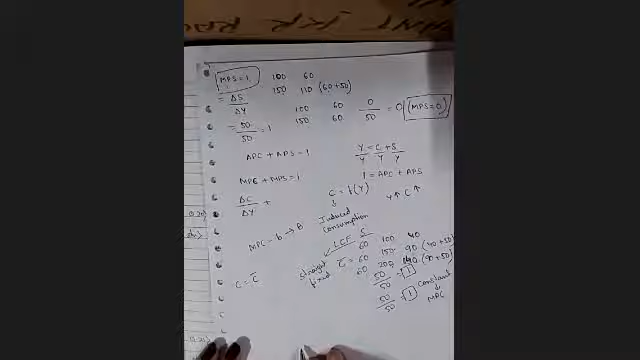 MPS=1, 100 60
= ΔS/ΔY 150 110 (60+50)
100 60 0/50 = 0 (MPS=0)
= 50/50 = 1 150 60
APC + APS = 1 Y/Y = C/Y + S/Y
1 = APC + APS
MPC + MPS = 1
C = f(Y) Y↑ C↑
ΔC/ΔY +
Induced
Consumption
MPC = b → B
LCF C
60 100 40
C̅ = 60 150 90 (40+50)
Straight 60 200 140 (90+50)
fixed
50/50 = 1
C = C̅
50/50 = 1 Constant
MPC